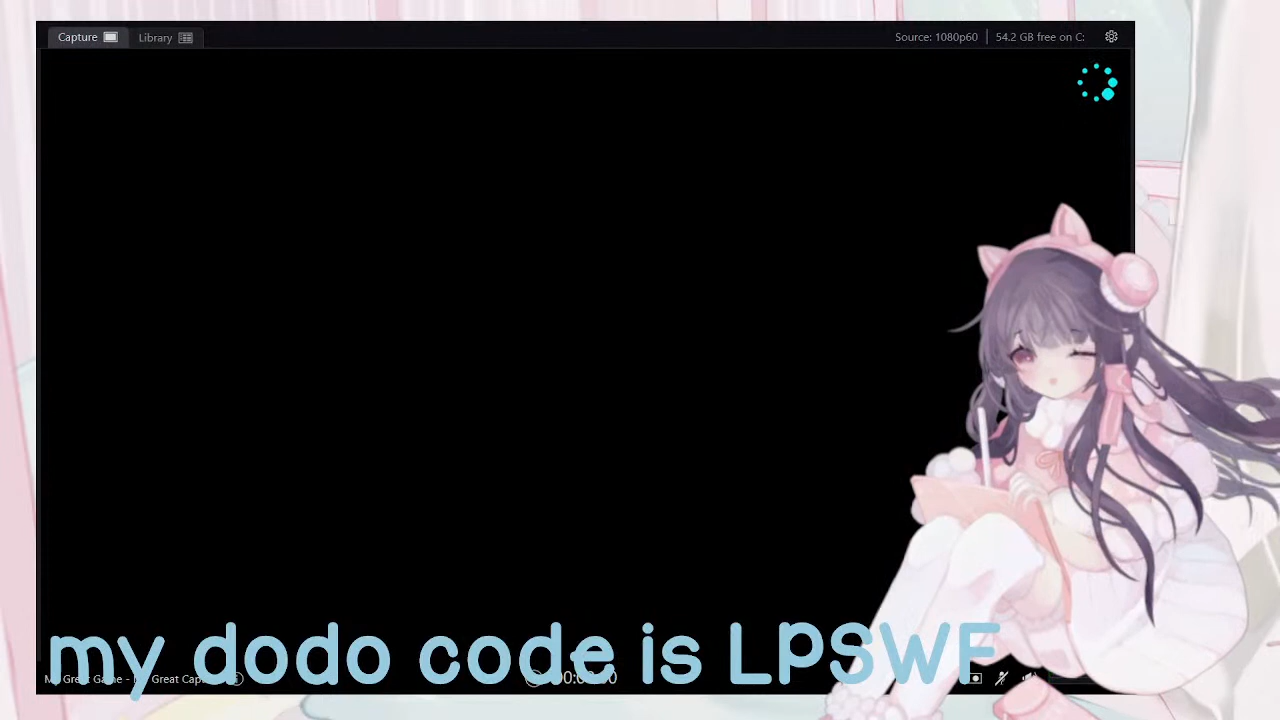 Capture
Library
Source: 1080p60
54.2 GB free on C:
my dodo code is LPSWF